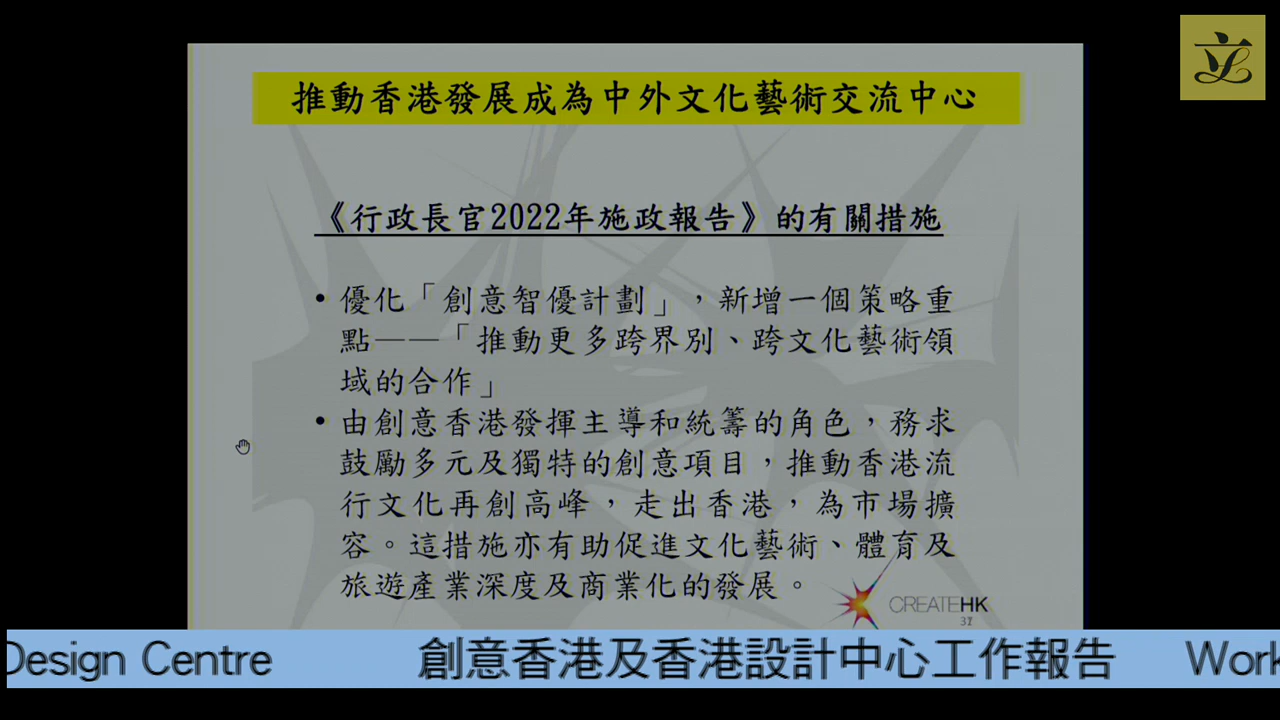 推動香港發展成為中外文化藝術交流中心
《行政長官2022年施政報告》的有關措施
• 優化「創意智優計劃」，新增一個策略重
點——「推動更多跨界別、跨文化藝術領
域的合作」
• 由創意香港發揮主導和統籌的角色，務求
鼓勵多元及獨特的創意項目，推動香港流
行文化再創高峰，走出香港，為市場擴
容。這措施亦有助促進文化藝術、體育及
旅遊產業深度及商業化的發展。
CREATEHK
Design Centre 創意香港及香港設計中心工作報告 Work